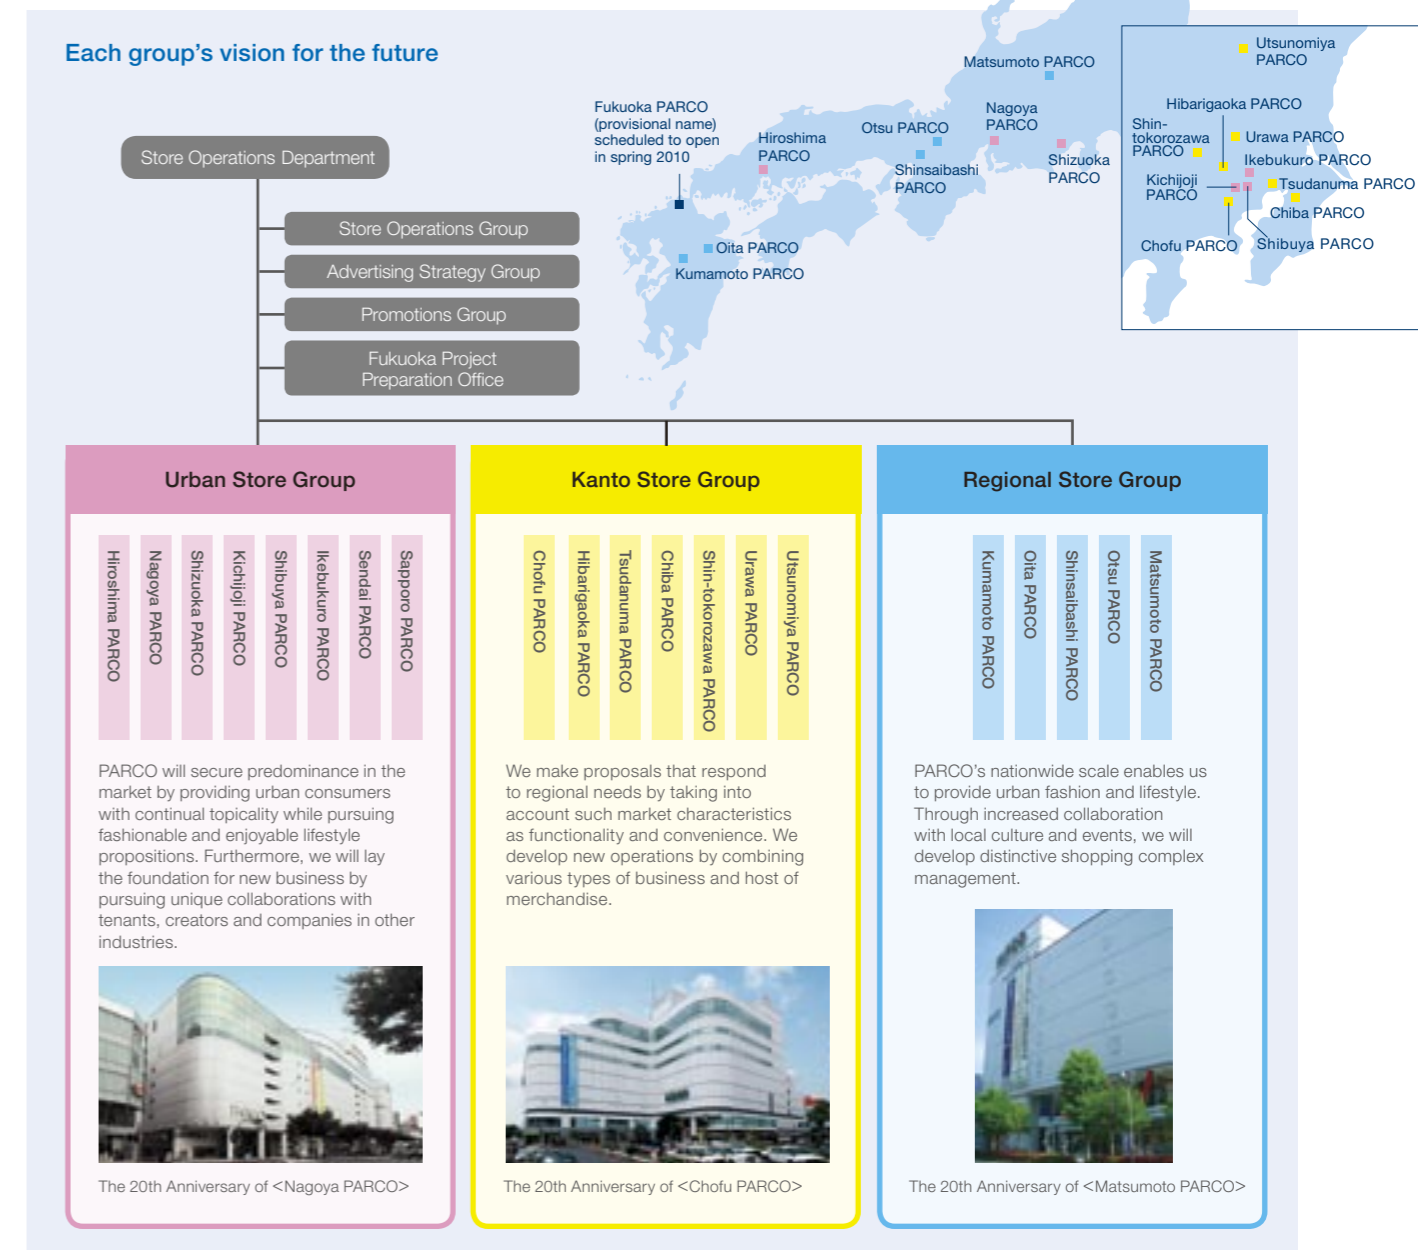 Each group's vision for the future
Store Operations Department
Store Operations Group
Advertising Strategy Group
Promotions Group
Fukuoka Project
Preparation Office
Fukuoka PARCO
(provisional name)
scheduled to open
in spring 2010
Hiroshima
PARCO
Otsu PARCO
Shinsaibashi
PARCO
Matsumoto PARCO
Nagoya
PARCO
Shizuoka
PARCO
Oita PARCO
Kumamoto PARCO
Utsunomiya
PARCO
Hibarigaoka PARCO
Shin-
tokorozawa
PARCO
Urawa PARCO
Ikebukuro PARCO
Kichijoji
PARCO
Tsudanuma PARCO
Chiba PARCO
Chofu PARCO
Shibuya PARCO
Urban Store Group
Hiroshima PARCO
Nagoya PARCO
Shizuoka PARCO
Kichijoji PARCO
Shibuya PARCO
Ikebukuro PARCO
Sendai PARCO
Sapporo PARCO
PARCO will secure predominance in the
market by providing urban consumers
with continual topicality while pursuing
fashionable and enjoyable lifestyle
propositions. Furthermore, we will lay
the foundation for new business by
pursuing unique collaborations with
tenants, creators and companies in other
industries.
The 20th Anniversary of <Nagoya PARCO>
Kanto Store Group
Chofu PARCO
Hibarigaoka PARCO
Tsudanuma PARCO
Chiba PARCO
Shin-tokorozawa PARCO
Urawa PARCO
Utsunomiya PARCO
We make proposals that respond
to regional needs by taking into
account such market characteristics
as functionality and convenience. We
develop new operations by combining
various types of business and host of
merchandise.
The 20th Anniversary of <Chofu PARCO>
Regional Store Group
Kumamoto PARCO
Oita PARCO
Shinsaibashi PARCO
Otsu PARCO
Matsumoto PARCO
PARCO's nationwide scale enables us
to provide urban fashion and lifestyle.
Through increased collaboration
with local culture and events, we will
develop distinctive shopping complex
management.
The 20th Anniversary of <Matsumoto PARCO>